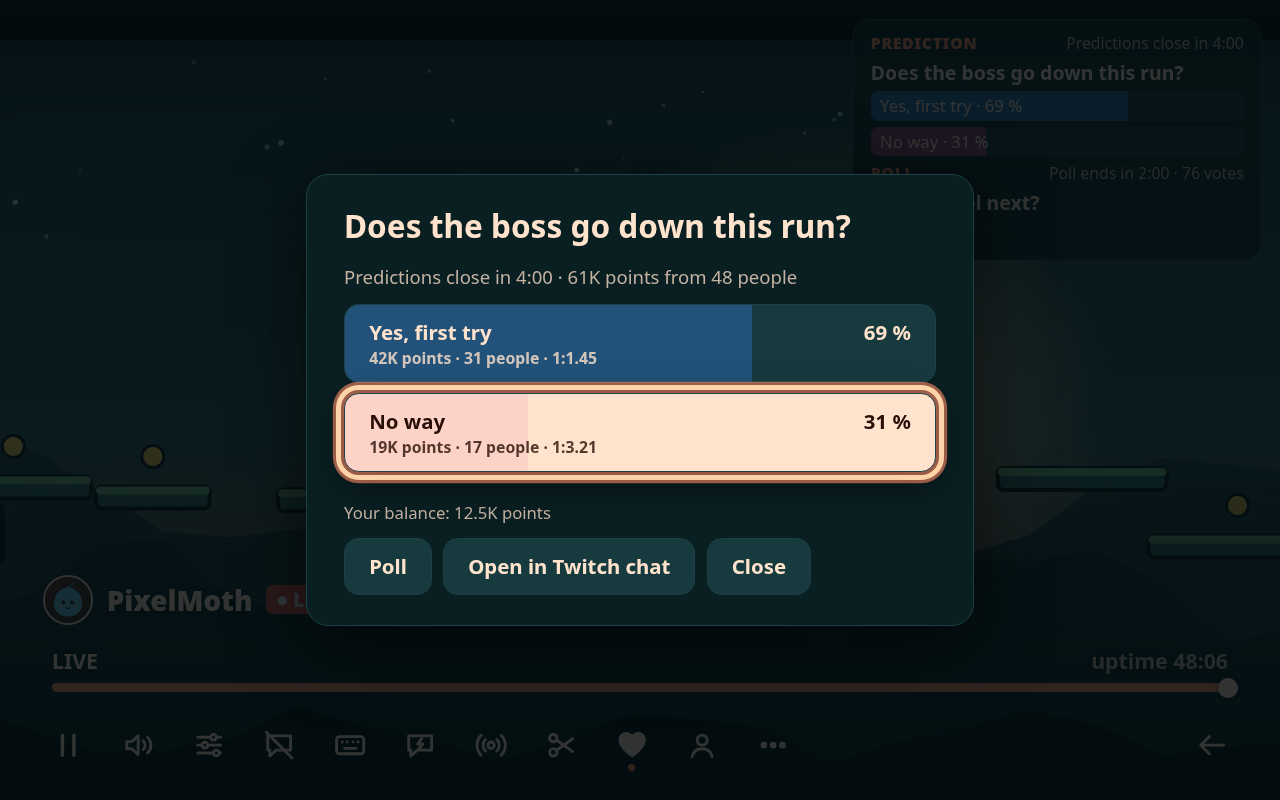 PREDICTION
Predictions close in 4:00
Does the boss go down this run?
Yes, first try · 69 %
No way · 31 %
Poll ends in 2:00 · 76 votes
next?
Does the boss go down this run?
Predictions close in 4:00 · 61K points from 48 people
Yes, first try
69 %
42K points · 31 people · 1:1.45
No way
31 %
19K points · 17 people · 1:3.21
Your balance: 12.5K points
Poll
Open in Twitch chat
Close
PixelMoth
LIVE
uptime 48:06